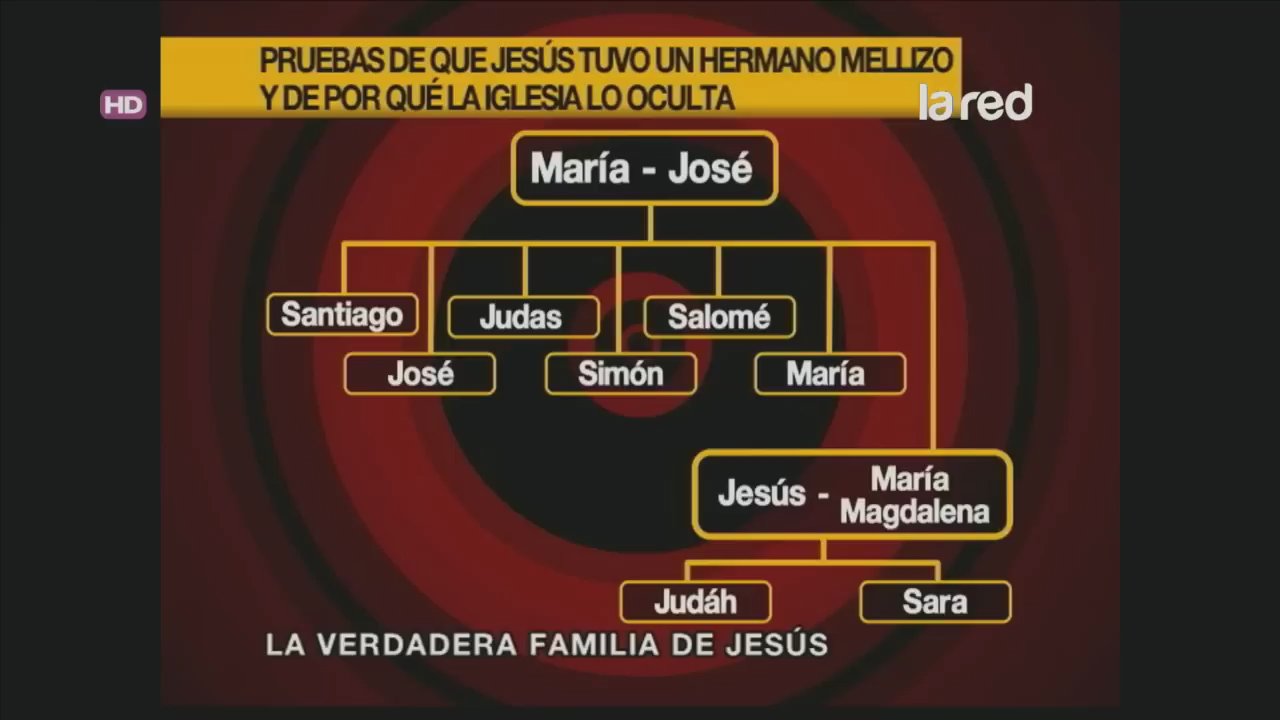 PRUEBAS DE QUE JESÚS TUVO UN HERMANO MELLIZO
Y DE POR QUÉ LA IGLESIA LO OCULTA
HD
la red
María - José
Santiago
Judas
Salomé
José
Simón
María
Jesús - María
Magdalena
Judáh
Sara
LA VERDADERA FAMILIA DE JESÚS